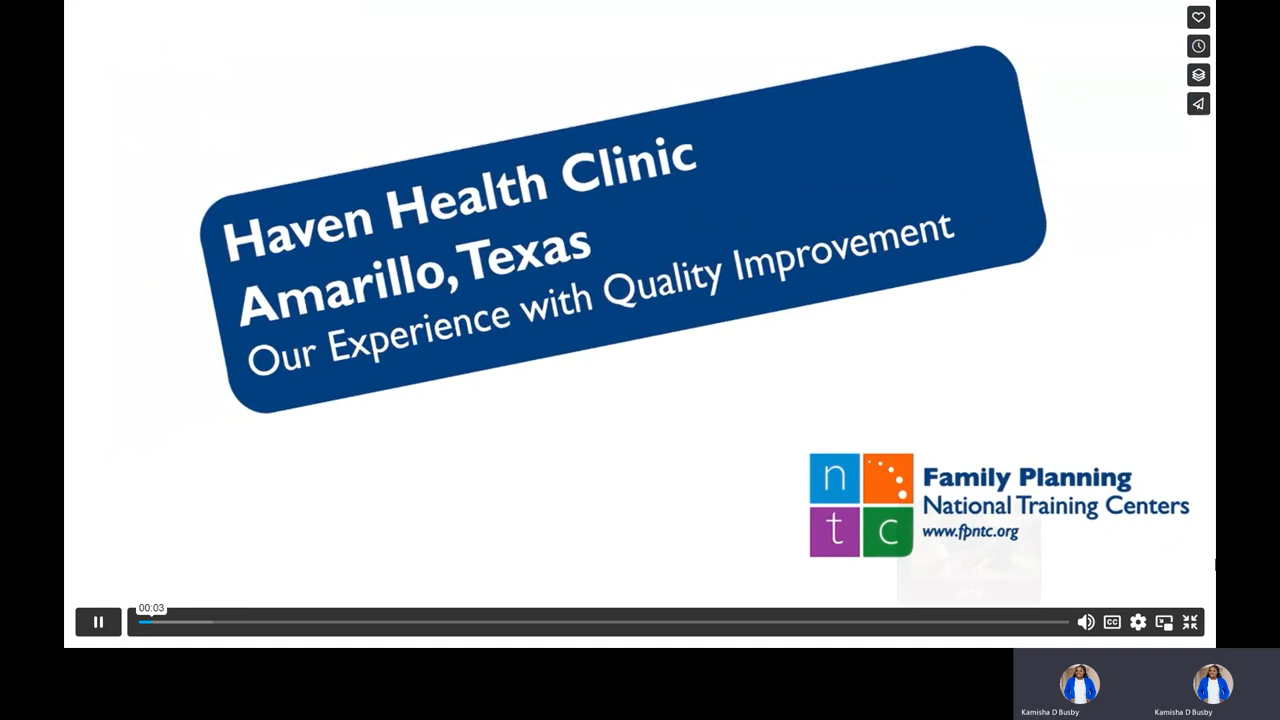 Haven Health Clinic
Amarillo, Texas
Our Experience with Quality Improvement
n
t c
Family Planning
National Training Centers
www.fpntc.org
00:03
CC
Kamisha D Busby
Kamisha D Busby